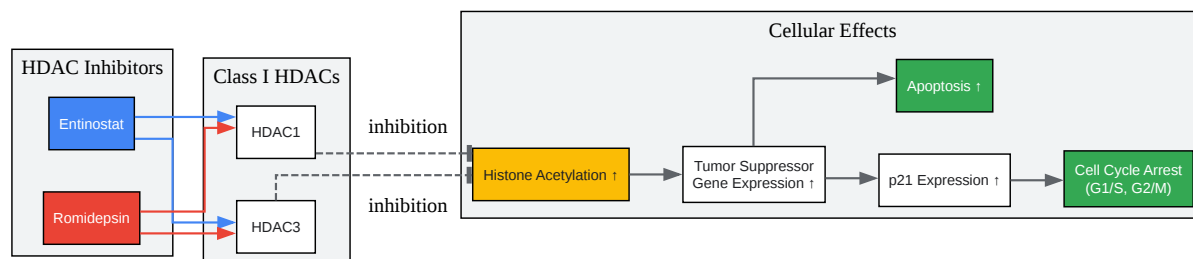 HDAC Inhibitors
Entinostat
Romidepsin
Class I HDACs
HDAC1
HDAC3
inhibition
inhibition
Cellular Effects
Histone Acetylation ↑
Tumor Suppressor
Gene Expression ↑
Apoptosis ↑
p21 Expression ↑
Cell Cycle Arrest
(G1/S, G2/M)